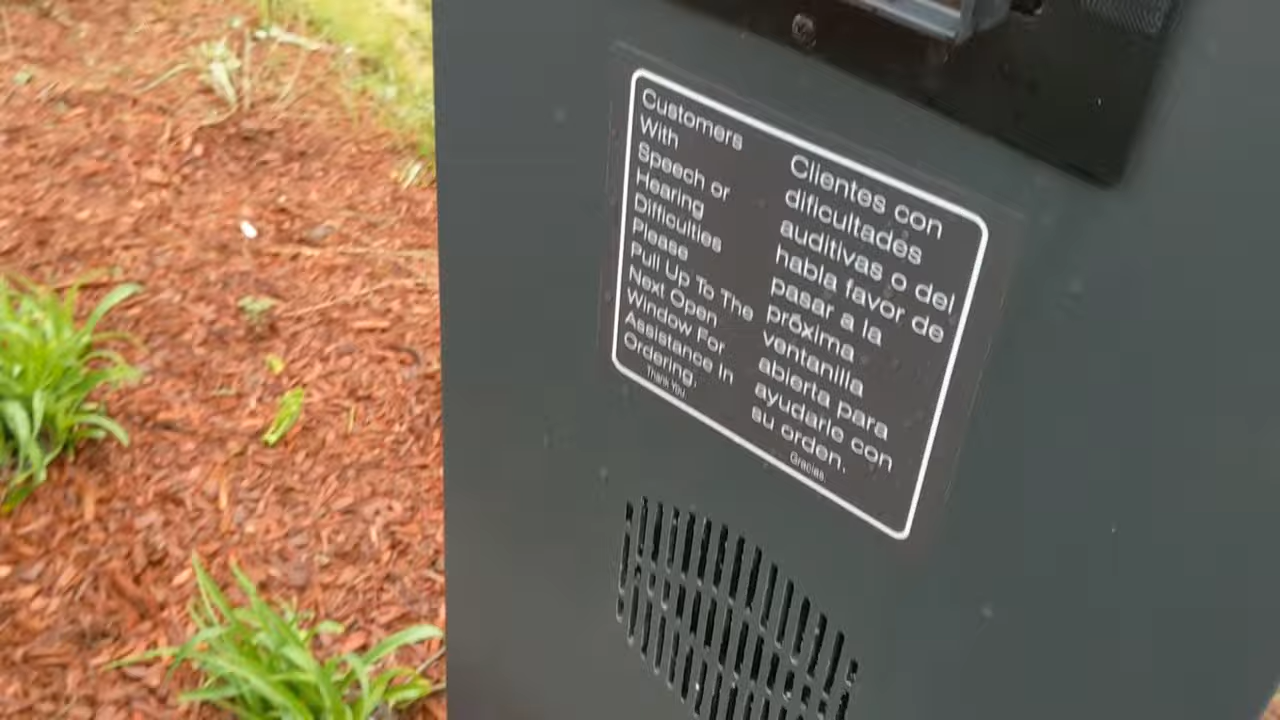 Customers
With
Speech or
Hearing
Difficulties
Please
Pull Up To The
Next Open
Window For
Assistance In
Ordering.
Thank You.
Clientes con
dificultades
auditivas o del
habla favor de
pasar a la
próxima
ventanilla
abierta para
ayudarle con
su orden.
Gracias.